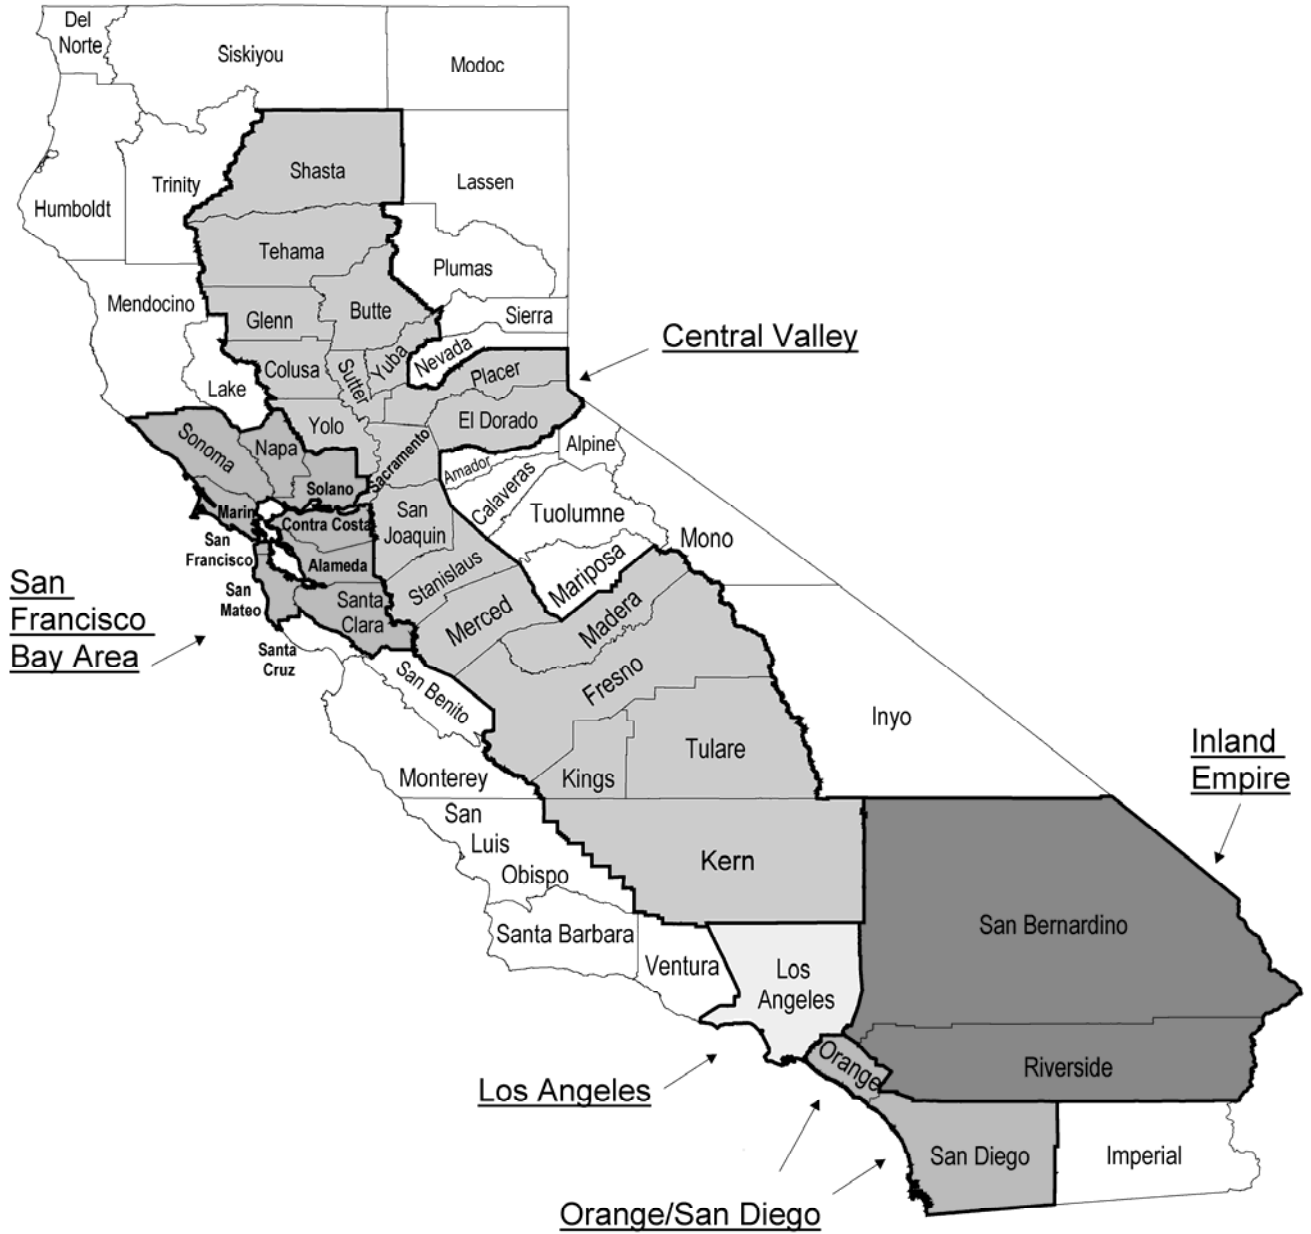 Del
Norte
Siskiyou
Modoc
Shasta
Trinity
Lassen
Humboldt
Tehama
Plumas
Mendocino
Butte
Glenn
Sierra
Central Valley
Nevada
Yuba
Colusa
Sutter
Placer
Lake
El Dorado
Yolo
Sonoma
Napa
Alpine
Sacramento
Amador
Solano
Calaveras
Marin
San
Joaquin
Tuolumne
Contra Costa
San
Francisco
Mono
Alameda
Stanislaus
Mariposa
San
Francisco
Bay Area
San
Mateo
Santa
Clara
Merced
Madera
Santa
Cruz
San Benito
Fresno
Inyo
Inland
Empire
Tulare
Monterey
Kings
San
Luis
Obispo
Kern
San Bernardino
Santa Barbara
Ventura
Los
Angeles
Orange
Riverside
Los Angeles
San Diego
Imperial
Orange/San Diego